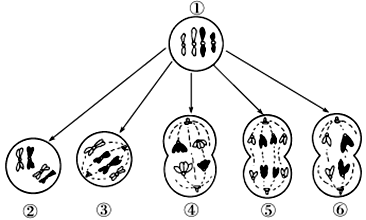 ①
② ③ ④ ⑤ ⑥